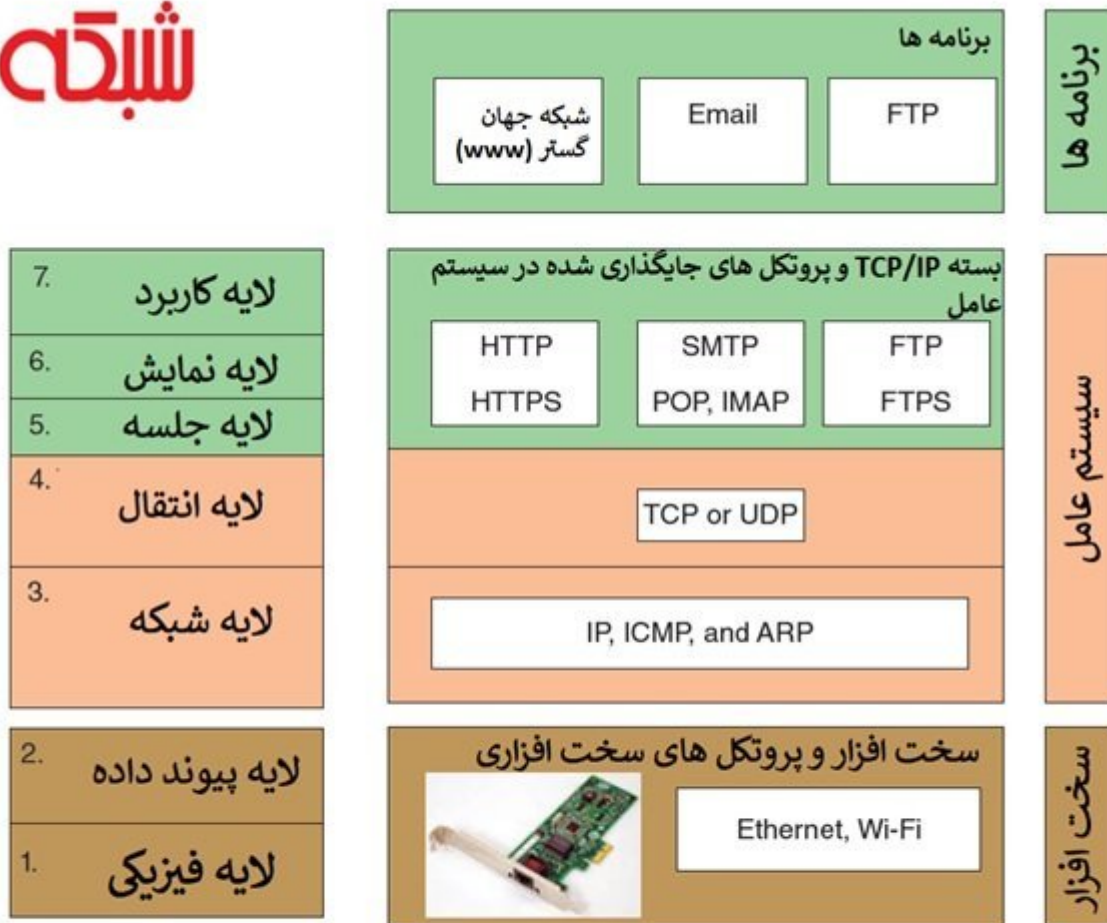 شبکه
برنامه ها
شبکه جهان
گستر (www)
Email
FTP
برنامه ها
7. لایه کاربرد
6. لایه نمایش
5. لایه جلسه
4. لایه انتقال
3. لایه شبکه
2. لایه پیوند داده
1. لایه فیزیکی
بسته TCP/IP و پروتکل های جایگذاری شده در سیستم
عامل
HTTP
HTTPS
SMTP
POP, IMAP
FTP
FTPS
TCP or UDP
IP, ICMP, and ARP
سیستم عامل
سخت افزار و پروتکل های سخت افزاری
Ethernet, Wi-Fi
سخت افزار